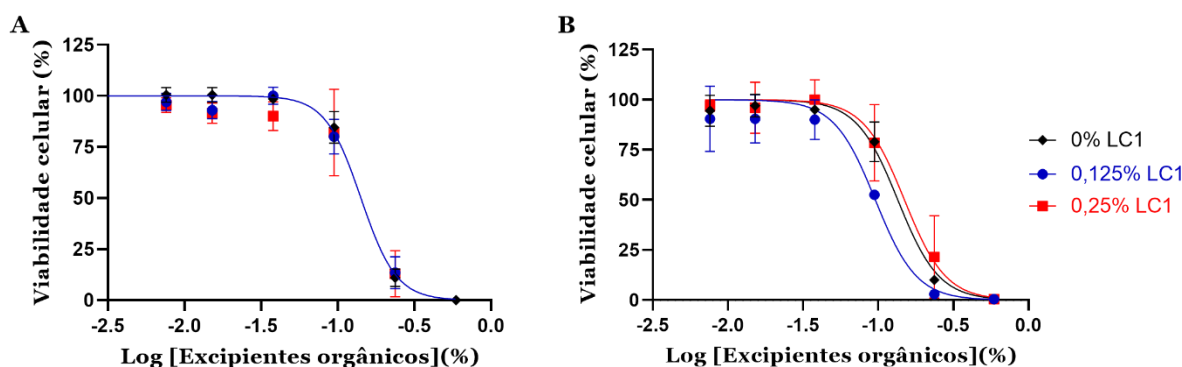 A
Viabilidade celular (%)
125
100
75
50
25
0
-2.5
-2.0
-1.5
-1.0
-0.5
0.0
Log [Excipientes orgânicos](%)
B
Viabilidade celular (%)
125
100
75
50
25
0
-2.5
-2.0
-1.5
-1.0
-0.5
0.0
Log [Excipientes orgânicos](%)
0% LC1
0,125% LC1
0,25% LC1